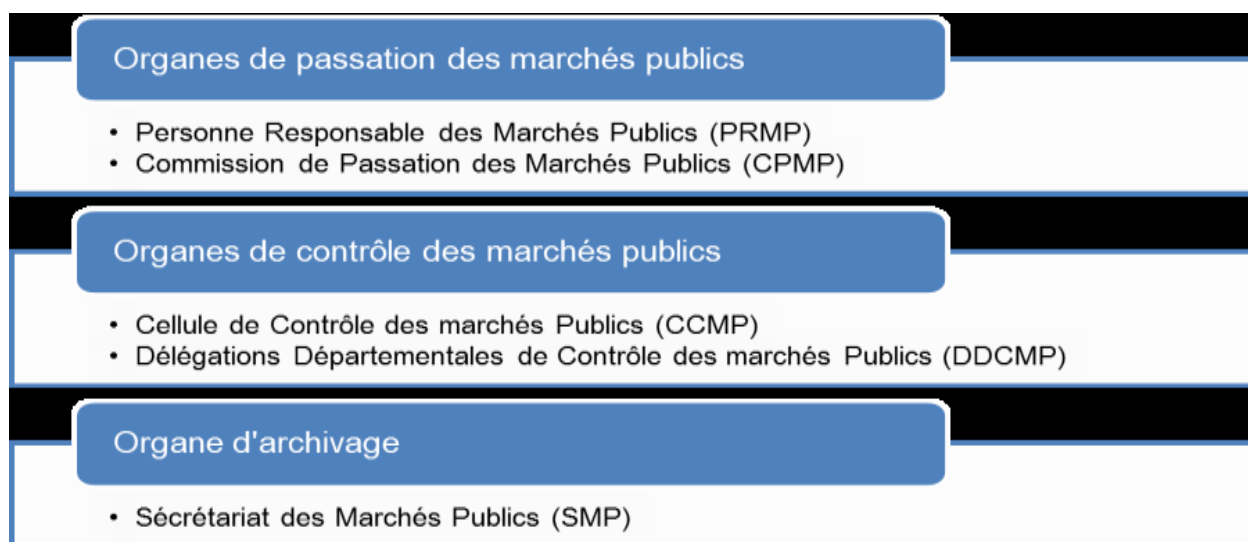 Organes de passation des marchés publics
• Personne Responsable des Marchés Publics (PRMP)
• Commission de Passation des Marchés Publics (CPMP)
Organes de contrôle des marchés publics
• Cellule de Contrôle des marchés Publics (CCMP)
• Délégations Départementales de Contrôle des marchés Publics (DDCMP)
Organe d'archivage
• Sécrétariat des Marchés Publics (SMP)